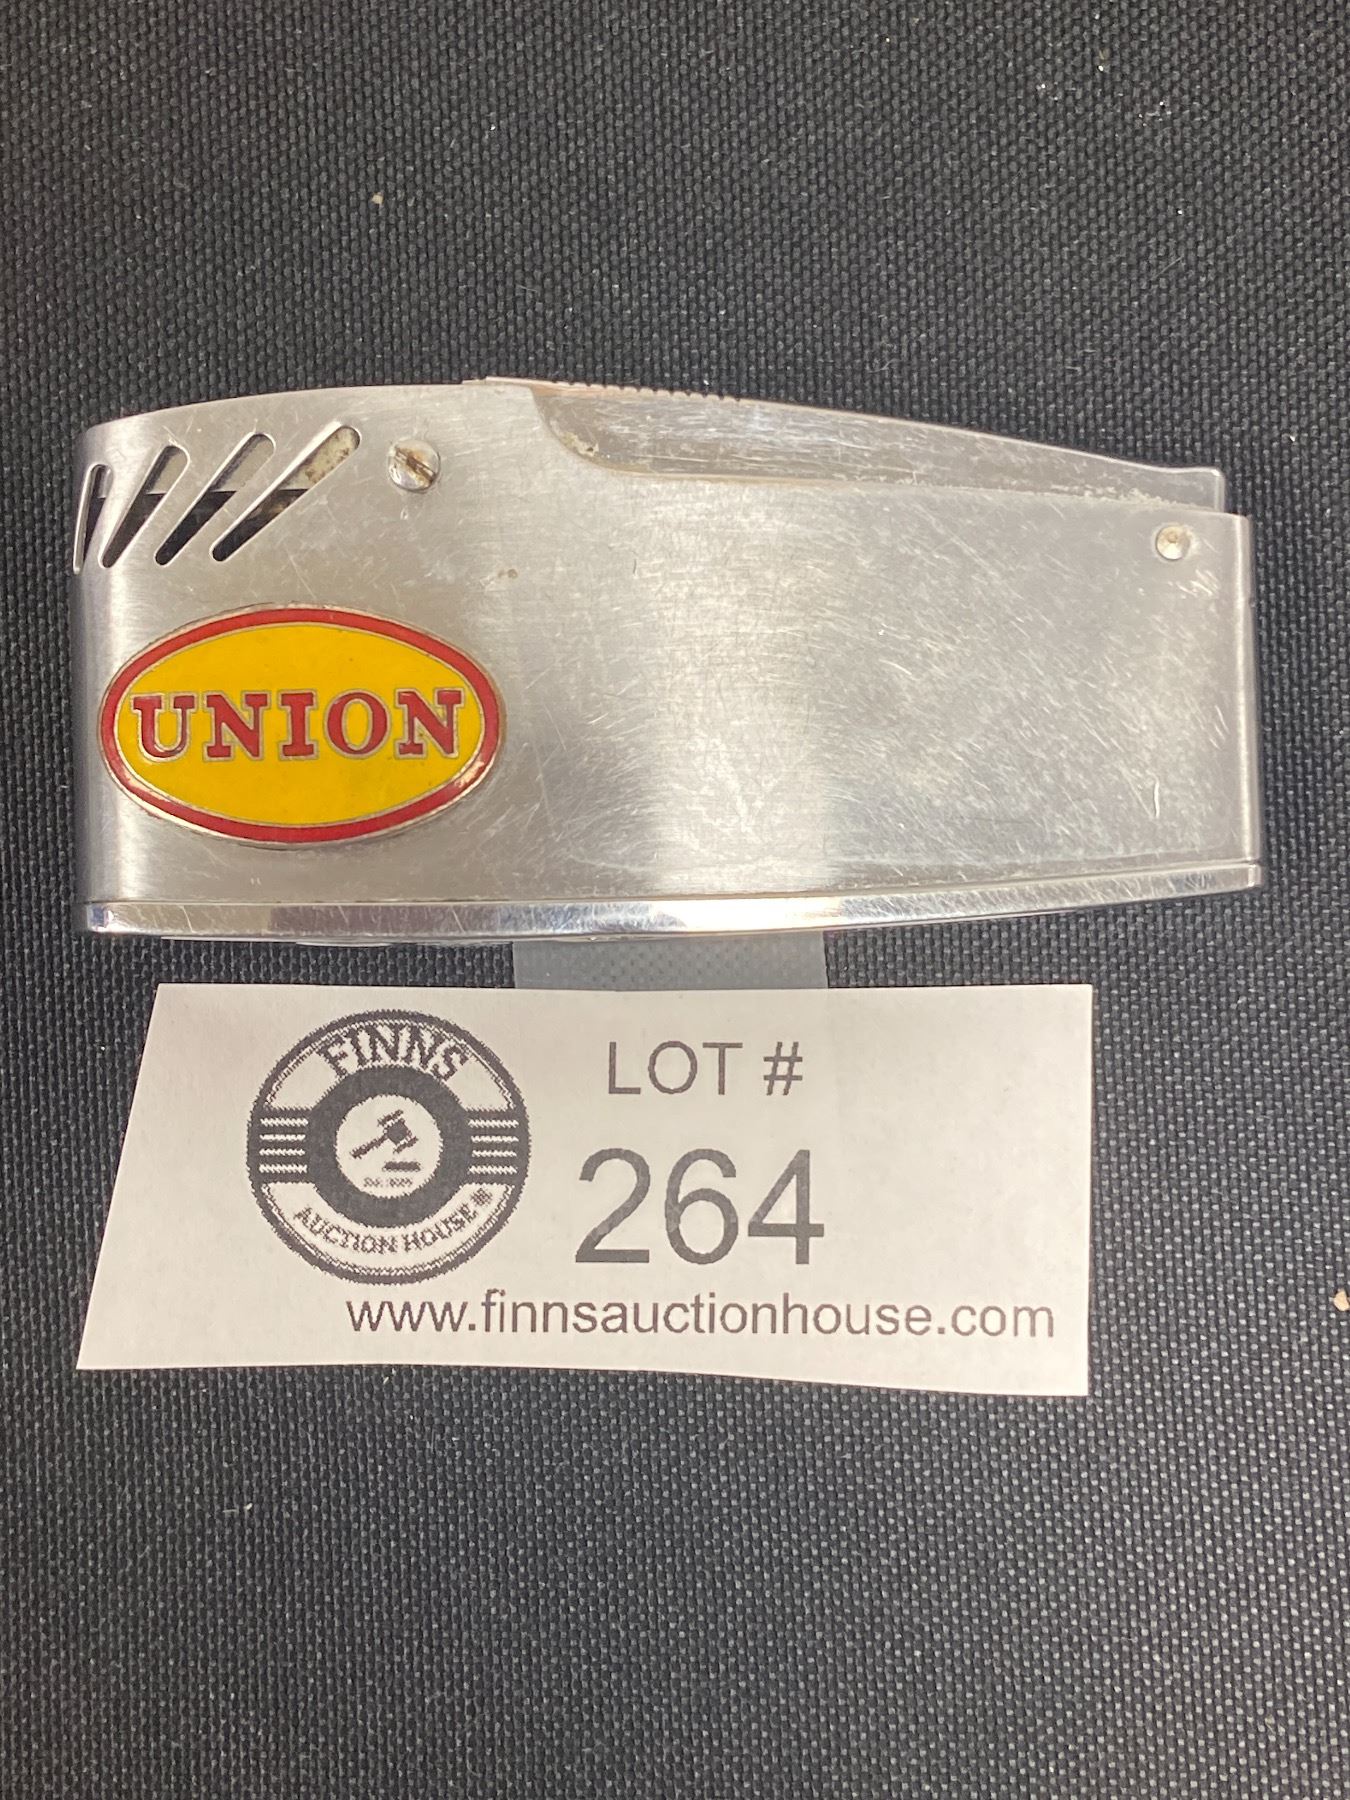 UNION
FINNS
AUCTION HOUSE
LOT #
264
www.finnsauctionhouse.com